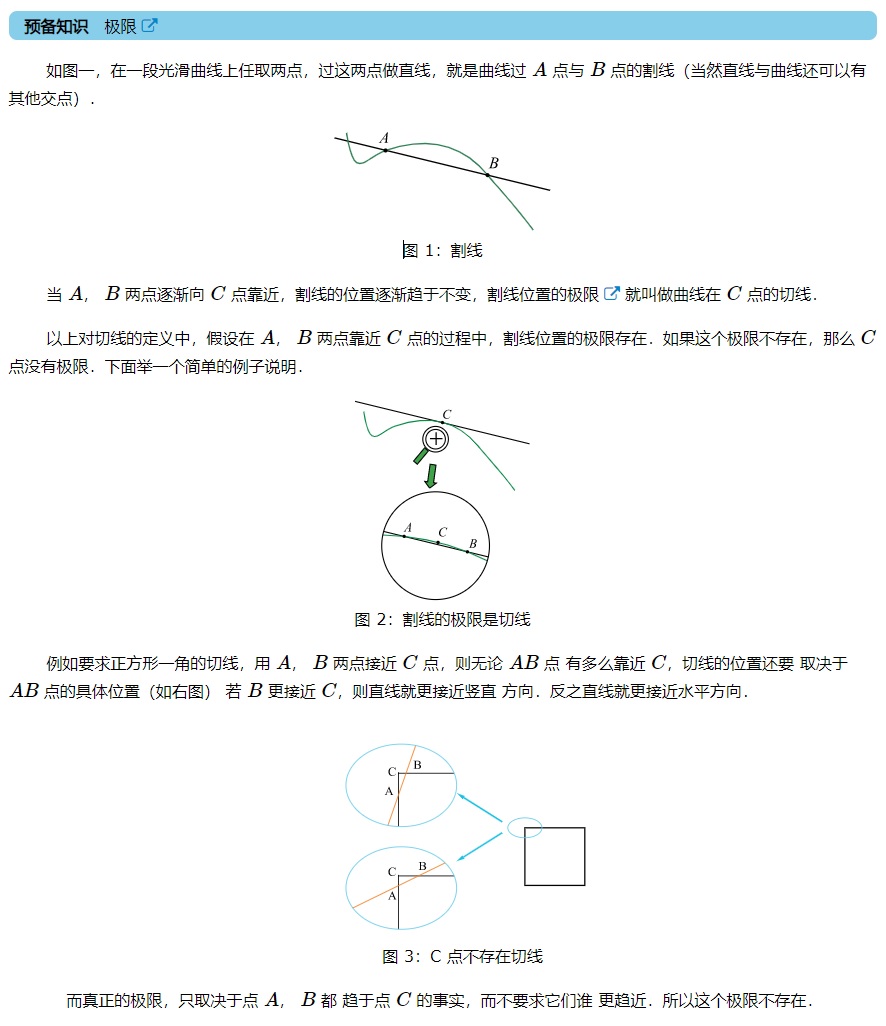 预备知识 极限
如图一，在一段光滑曲线上任取两点，过这两点做直线，就是曲线过 A 点与 B 点的割线（当然直线与曲线还可以有
其他交点）．
A
B
图 1：割线
当 A， B 两点逐渐向 C 点靠近，割线的位置逐渐趋于不变，割线位置的极限 就叫做曲线在 C 点的切线．
以上对切线的定义中，假设在 A， B 两点靠近 C 点的过程中，割线位置的极限存在．如果这个极限不存在，那么 C
点没有极限．下面举一个简单的例子说明．
C
A
C
B
图 2：割线的极限是切线
例如要求正方形一角的切线，用 A， B 两点接近 C 点，则无论 AB 点 有多么靠近 C，切线的位置还要 取决于
AB 点的具体位置（如右图） 若 B 更接近 C，则直线就更接近竖直 方向．反之直线就更接近水平方向．
C B
A
C B
A
图 3：C 点不存在切线
而真正的极限，只取决于点 A， B 都 趋于点 C 的事实，而不要求它们谁 更趋近．所以这个极限不存在．